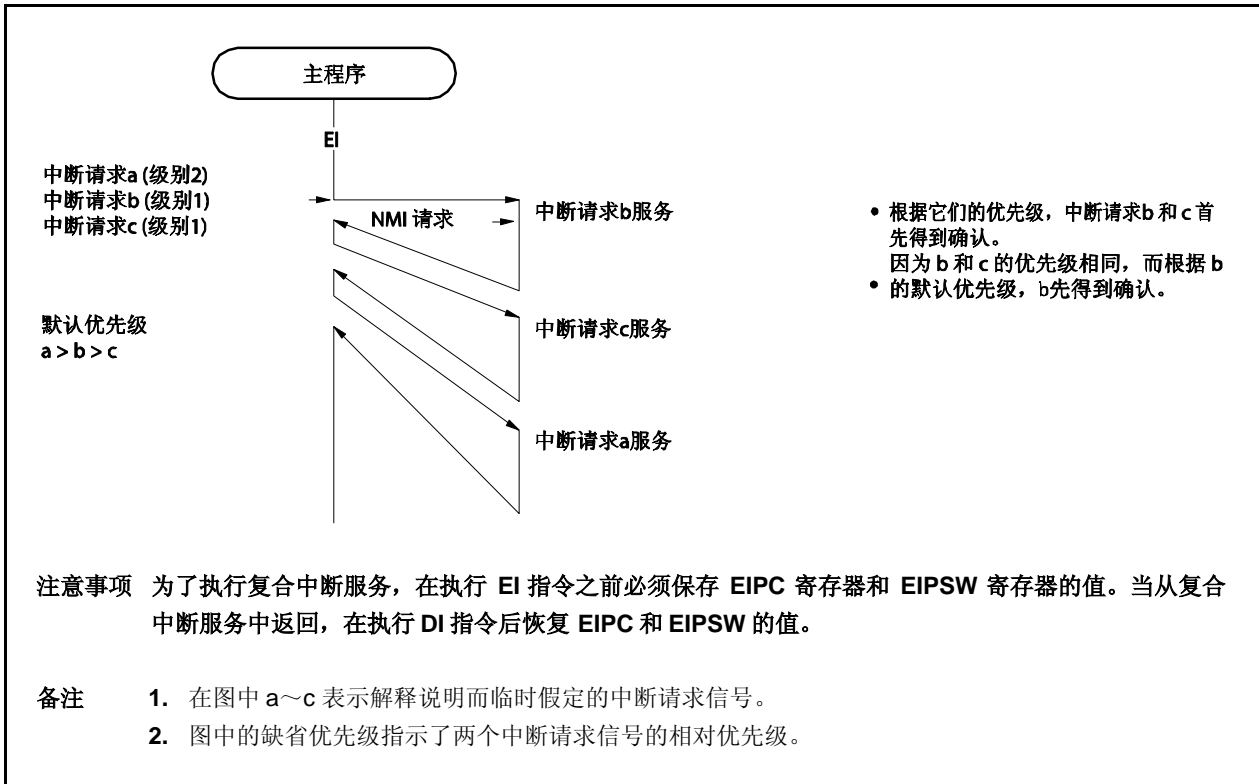 主程序
EI
中断请求a (级别2)
中断请求b (级别1)
中断请求c (级别1)
NMI 请求
中断请求b服务
• 根据它们的优先级，中断请求b 和 c 首
先得到确认。
因为 b 和 c 的优先级相同，而根据 b
• 的默认优先级，b先得到确认。
默认优先级
a > b > c
中断请求c服务
中断请求a服务
注意事项 为了执行复合中断服务，在执行 EI 指令之前必须保存 EIPC 寄存器和 EIPSW 寄存器的值。当从复合
中断服务中返回，在执行 DI 指令后恢复 EIPC 和 EIPSW 的值。
备注 1. 在图中 a～c 表示解释说明而临时假定的中断请求信号。
2. 图中的缺省优先级指示了两个中断请求信号的相对优先级。